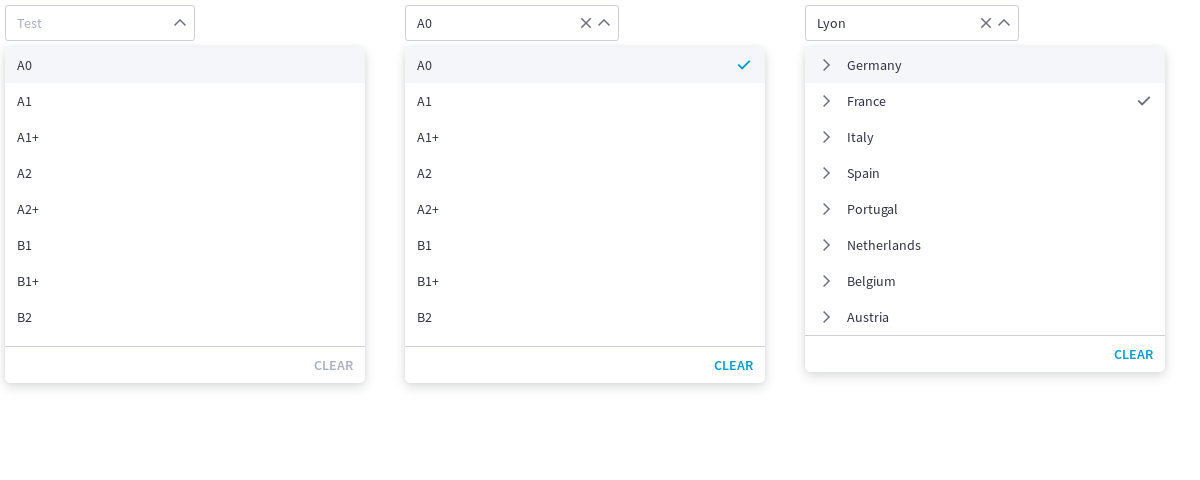 Test
A0
A1
A1+
A2
A2+
B1
B1+
B2
CLEAR
A0
A0
A1
A1+
A2
A2+
B1
B1+
B2
CLEAR
Lyon
Germany
France
Italy
Spain
Portugal
Netherlands
Belgium
Austria
CLEAR